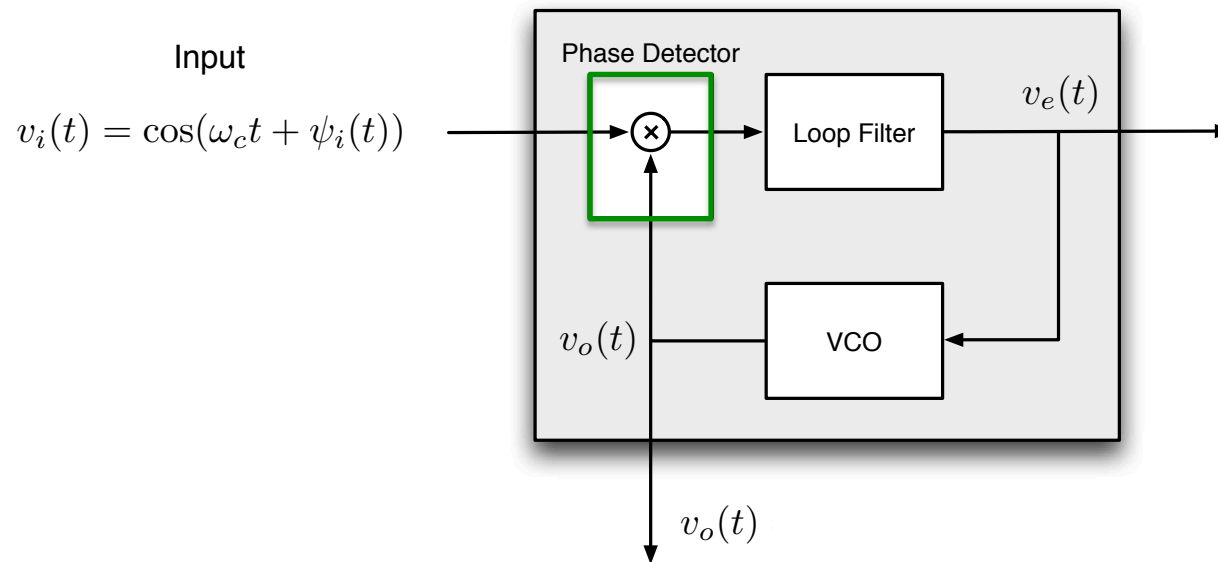 Input
v_i(t) = cos(ω_c t + ψ_i(t))
Phase Detector
×
Loop Filter
v_e(t)
v_o(t)
VCO
v_o(t)